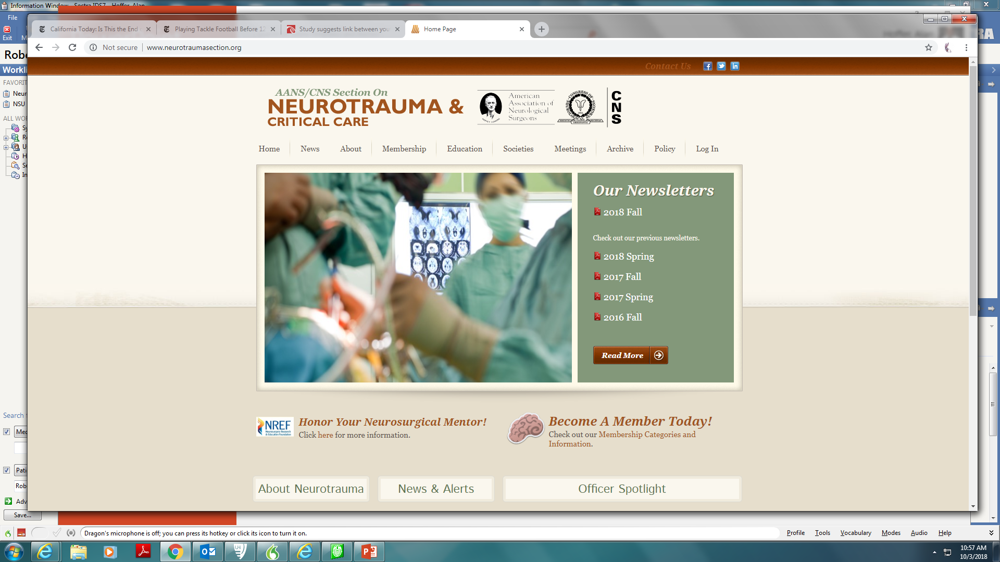 Information Window - Sectra IDS7 - Hoffer, Alan
File
Exit
California Today: Is This the End
Playing Tackle Football Before 12
Study suggests link between you
Home Page
Not secure
www.neurotraumasection.org
Robe
Workli
FAVORIT
Neur
NSU
ALL WO
Contact Us
AANS/CNS Section On
NEUROTRAUMA &
CRITICAL CARE
American
Association of
Neurological
Surgeons
CNS
Home
News
About
Membership
Education
Societies
Meetings
Archive
Policy
Log In
Our Newsletters
2018 Fall
Check out our previous newsletters.
2018 Spring
2017 Fall
2017 Spring
2016 Fall
Read More
NREF
Neurosurgery Research
& Education Foundation
Honor Your Neurosurgical Mentor!
Click here for more information.
Become A Member Today!
Check out our Membership Categories and
Information.
About Neurotrauma
News & Alerts
Officer Spotlight
Search
Med
Pati
Rob
Adv
Save...
Dragon's microphone is off; you can press its hotkey or click its icon to turn it on.
Profile
Tools
Vocabulary
Modes
Audio
Help
10:57 AM
10/3/2018